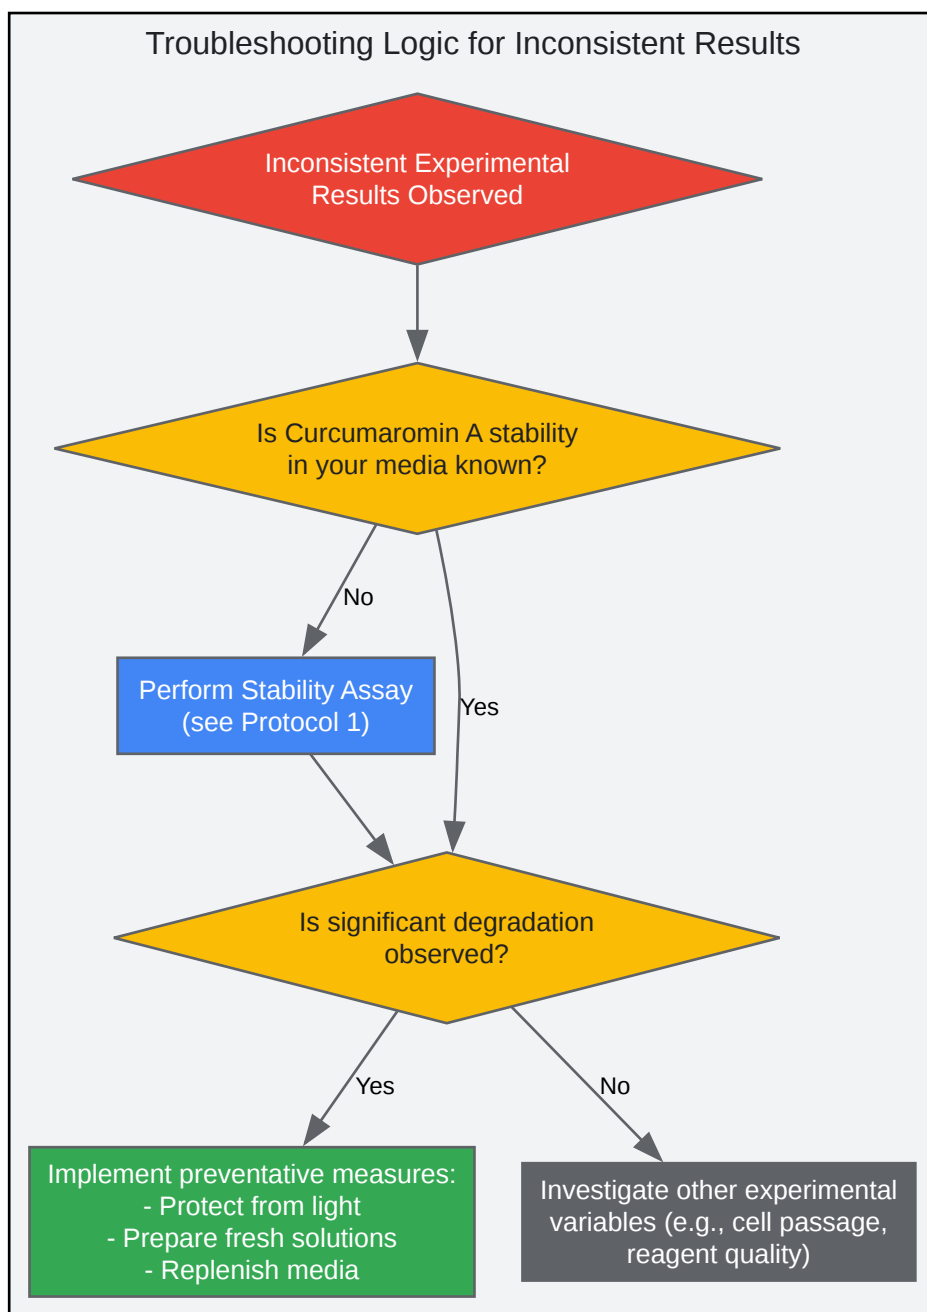 Troubleshooting Logic for Inconsistent Results
Inconsistent Experimental
Results Observed
Is Curcumaromin A stability
in your media known?
No
Perform Stability Assay
(see Protocol 1)
Yes
Is significant degradation
observed?
Yes
No
Implement preventative measures:
- Protect from light
- Prepare fresh solutions
- Replenish media
Investigate other experimental
variables (e.g., cell passage,
reagent quality)